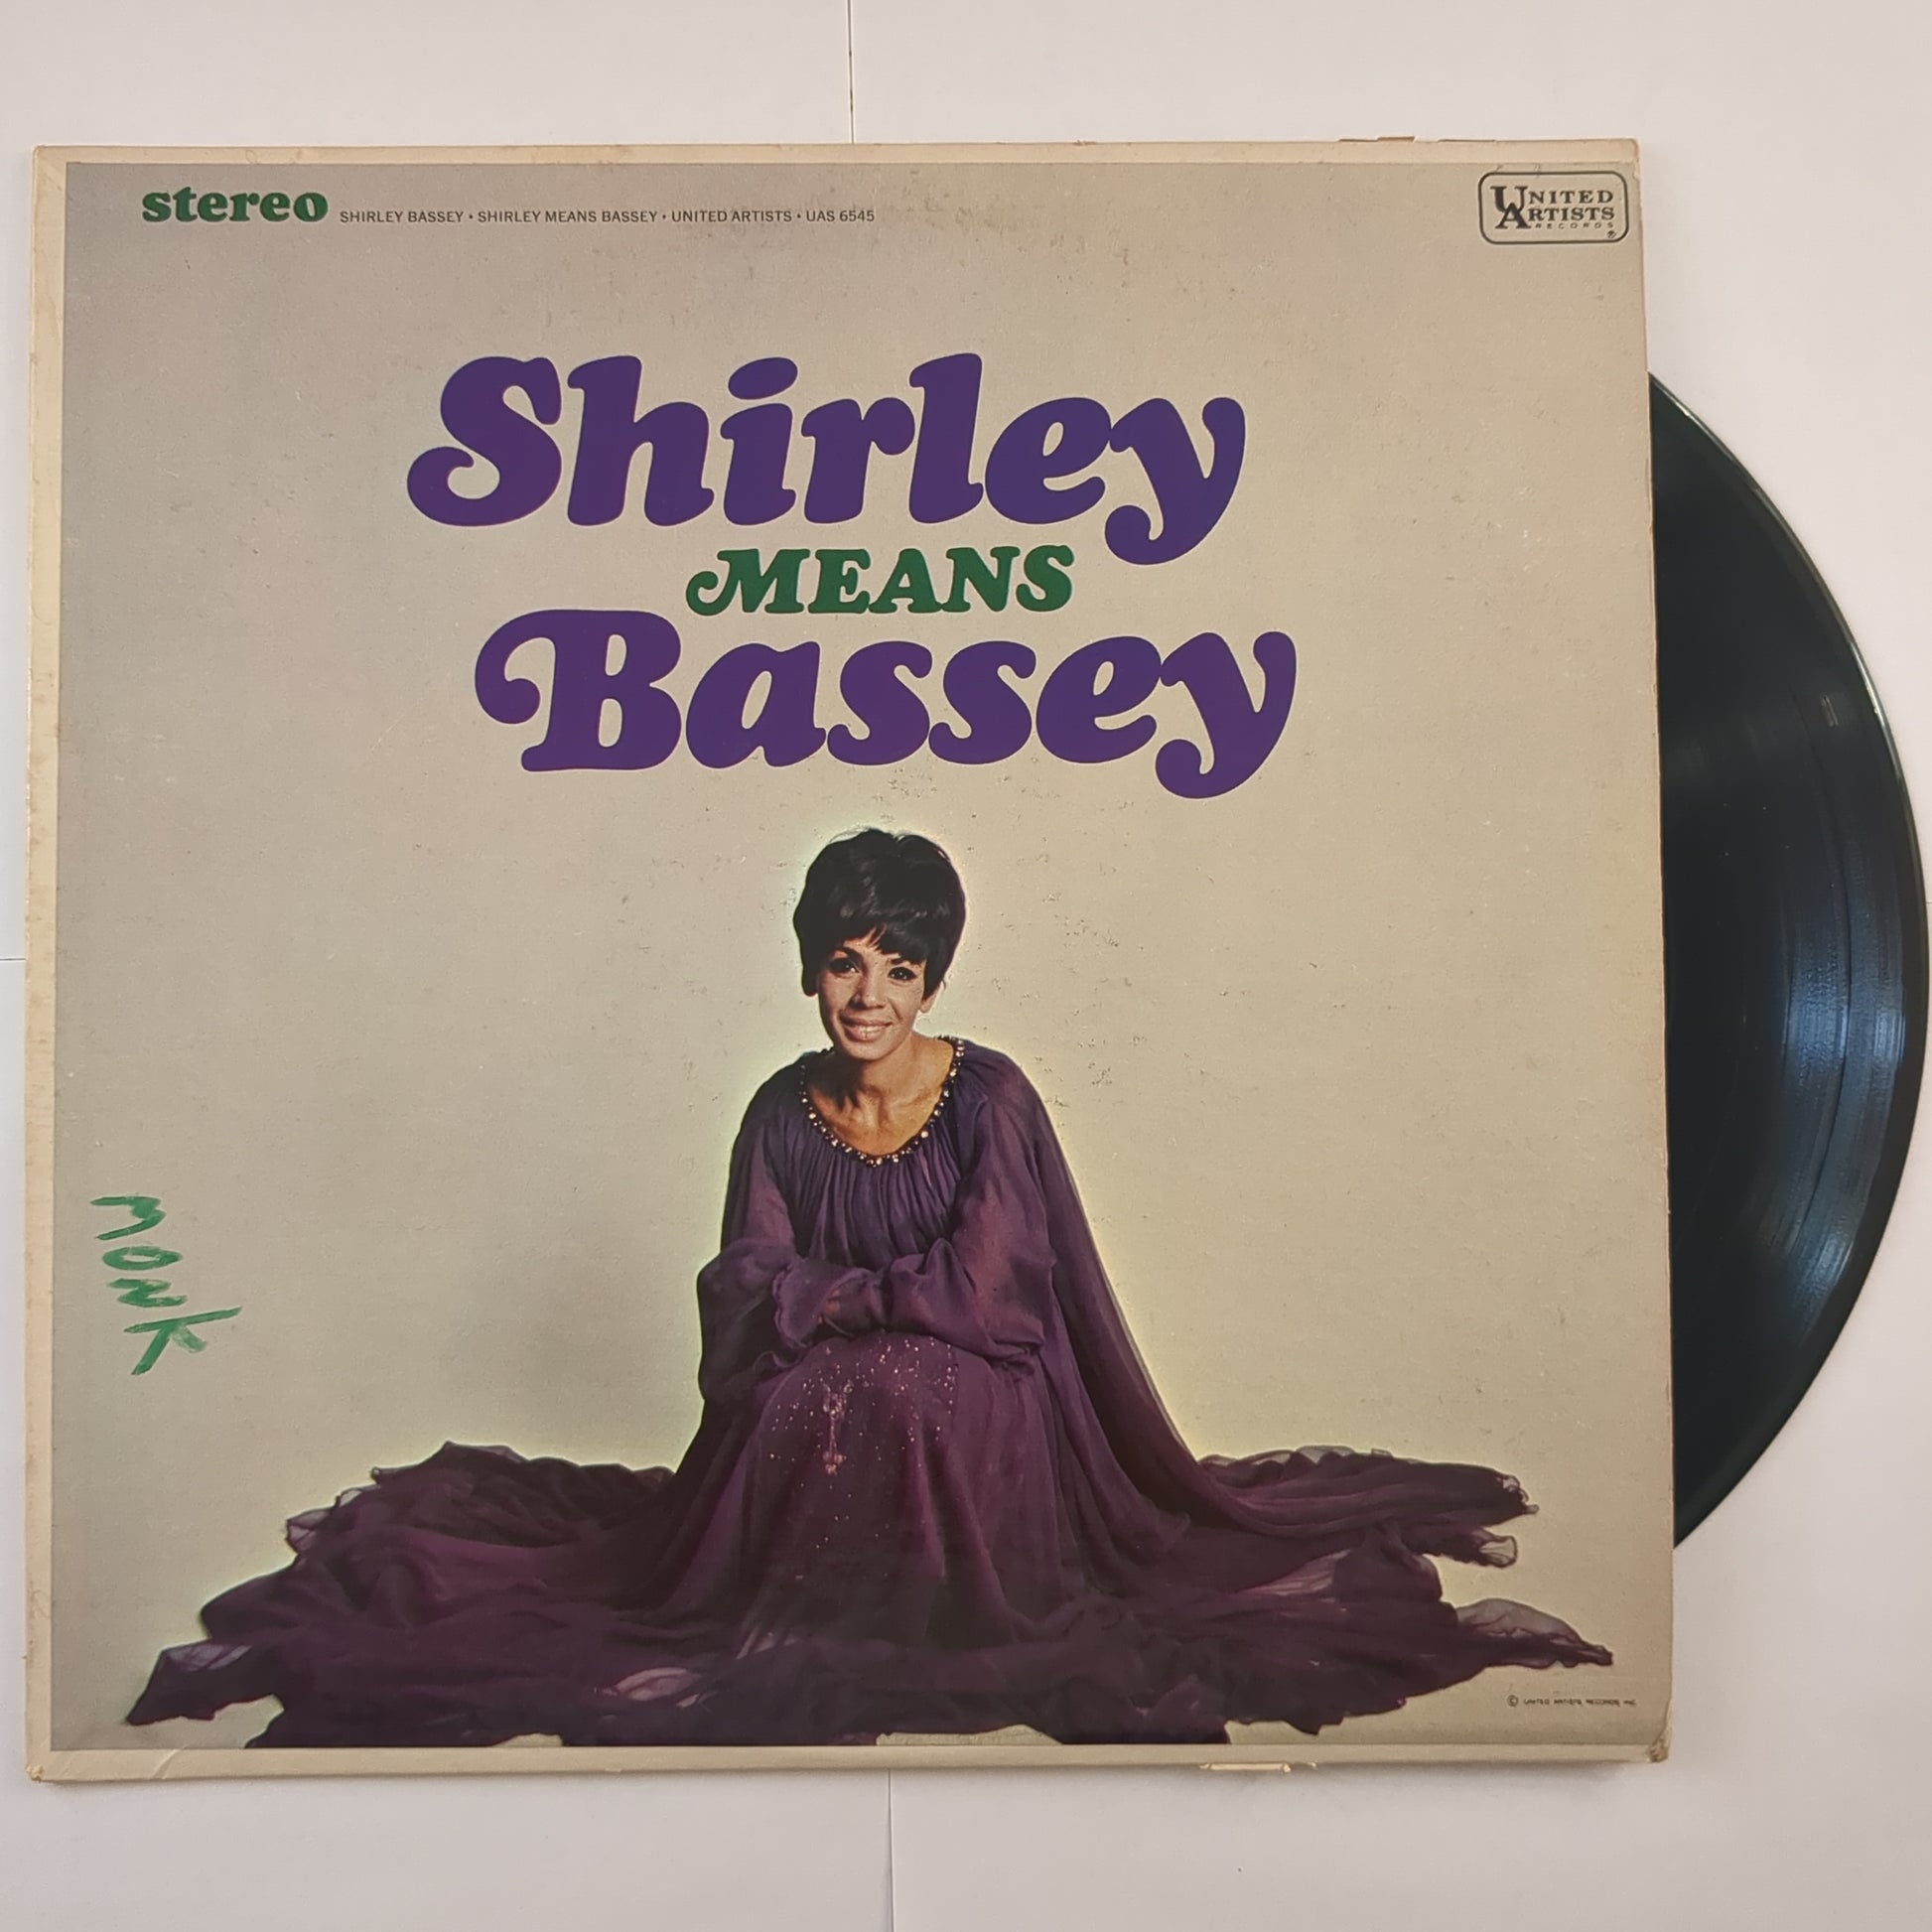 stereo SHIRLEY BASSEY • SHIRLEY MEANS BASSEY • UNITED ARTISTS • UAS 6545
UNITED
ARTISTS
RECORDS
®
Shirley
MEANS
Bassey
MONK
© UNITED ARTISTS RECORDS INC